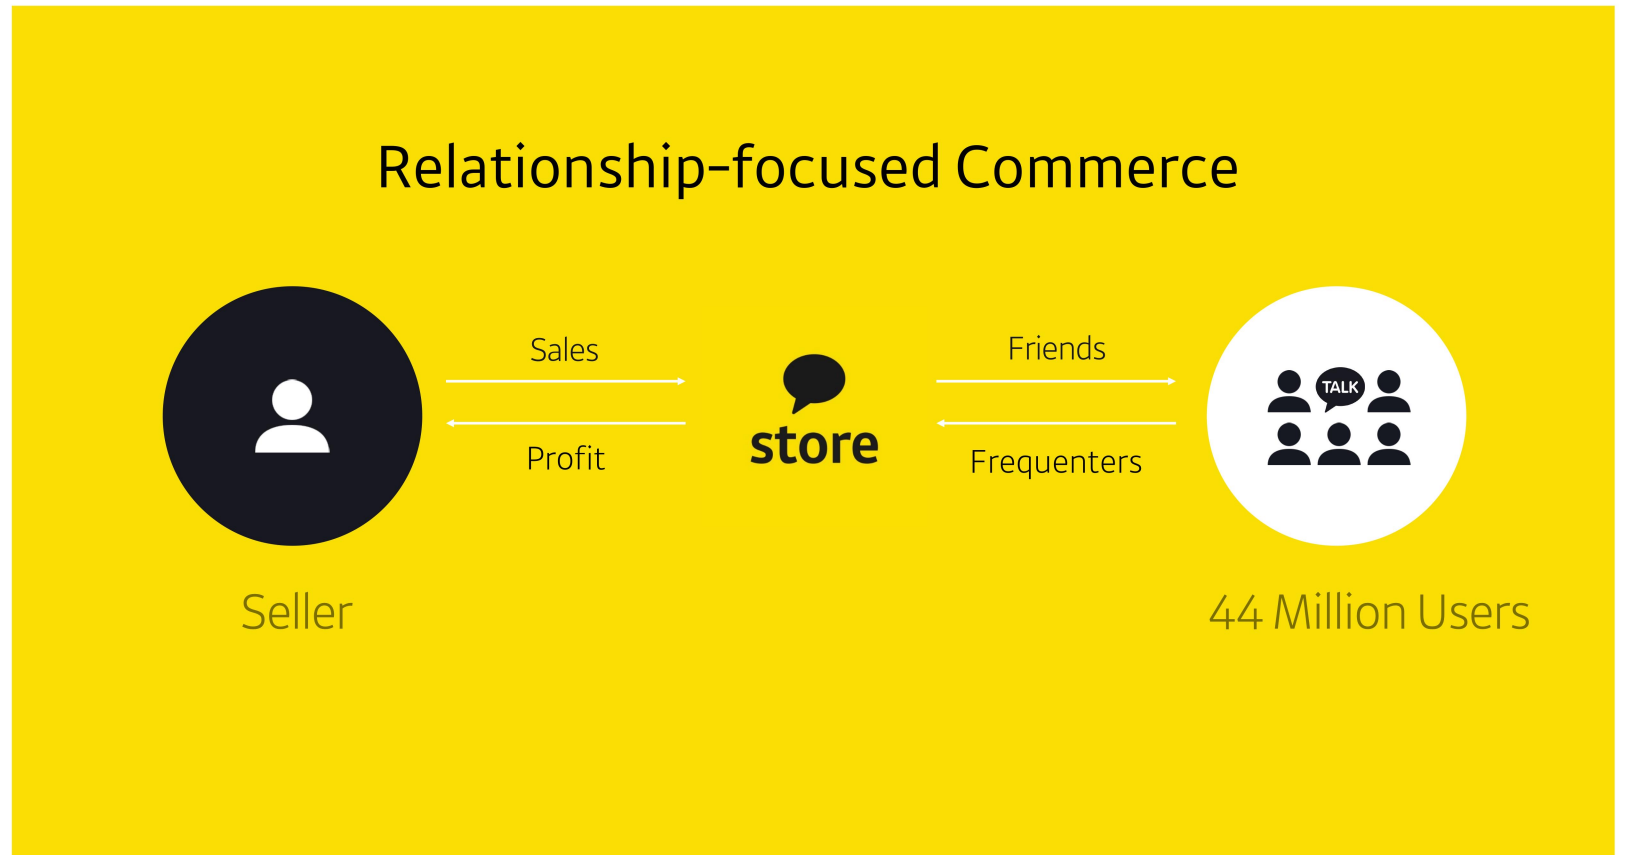 Relationship-focused Commerce
Sales
Friends
TALK
store
Profit
Frequenters
Seller
44 Million Users